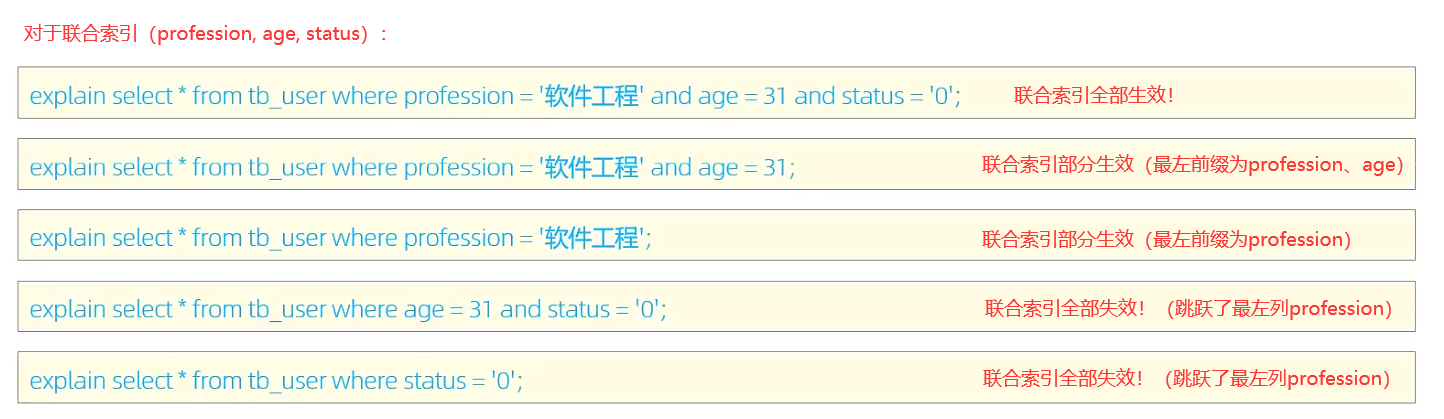 对于联合索引（profession, age, status）：
explain select * from tb_user where profession = '软件工程' and age = 31 and status = '0'; 联合索引全部生效！
explain select * from tb_user where profession = '软件工程' and age = 31; 联合索引部分生效（最左前缀为profession、age）
explain select * from tb_user where profession = '软件工程'; 联合索引部分生效（最左前缀为profession）
explain select * from tb_user where age = 31 and status = '0'; 联合索引全部失效！（跳跃了最左列profession）
explain select * from tb_user where status = '0'; 联合索引全部失效！（跳跃了最左列profession）